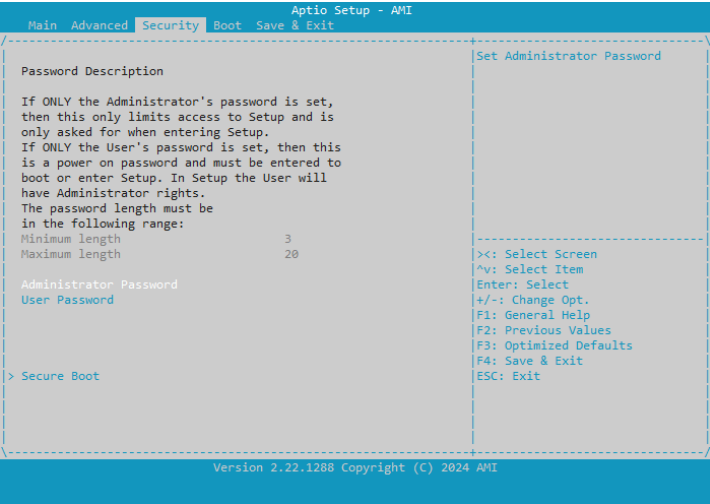 Aptio Setup - AMI
Main Advanced Security Boot Save & Exit
Set Administrator Password
Password Description
If ONLY the Administrator's password is set,
then this only limits access to Setup and is
only asked for when entering Setup.
If ONLY the User's password is set, then this
is a power on password and must be entered to
boot or enter Setup. In Setup the User will
have Administrator rights.
The password length must be
in the following range:
Minimum length 3
Maximum length 20
Administrator Password
User Password
> Secure Boot
><: Select Screen
^v: Select Item
Enter: Select
+/-: Change Opt.
F1: General Help
F2: Previous Values
F3: Optimized Defaults
F4: Save & Exit
ESC: Exit
Version 2.22.1288 Copyright (C) 2024 AMI